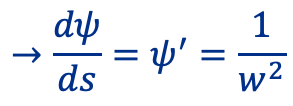 → dψ/ds = ψ′ = 1/w²